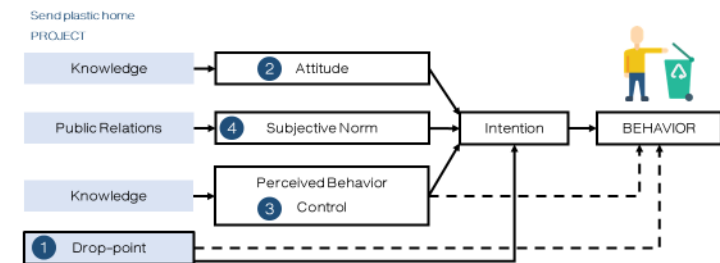 Send plastic home
PROJECT
Knowledge
2 Attitude
Public Relations
4 Subjective Norm
Intention
BEHAVIOR
Knowledge
Perceived Behavior
3 Control
1 Drop-point